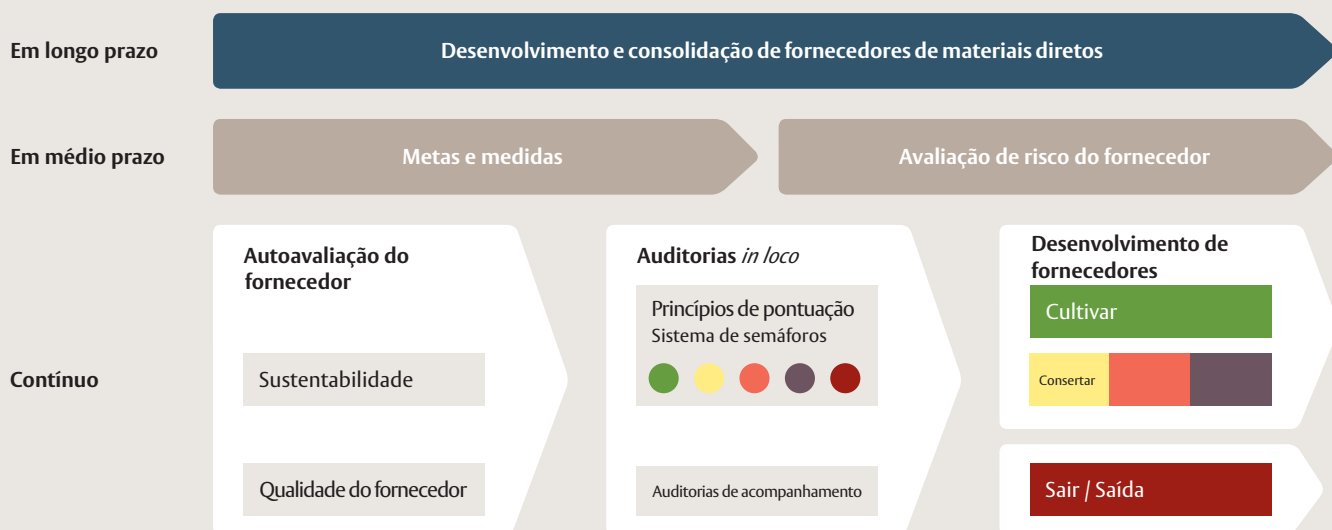 Em longo prazo
Desenvolvimento e consolidação de fornecedores de materiais diretos
Em médio prazo
Metas e medidas
Avaliação de risco do fornecedor
Contínuo
Autoavaliação do
fornecedor
Sustentabilidade
Qualidade do fornecedor
Auditorias in loco
Princípios de pontuação
Sistema de semáforos
Auditorias de acompanhamento
Desenvolvimento de
fornecedores
Cultivar
Consertar
Sair / Saída